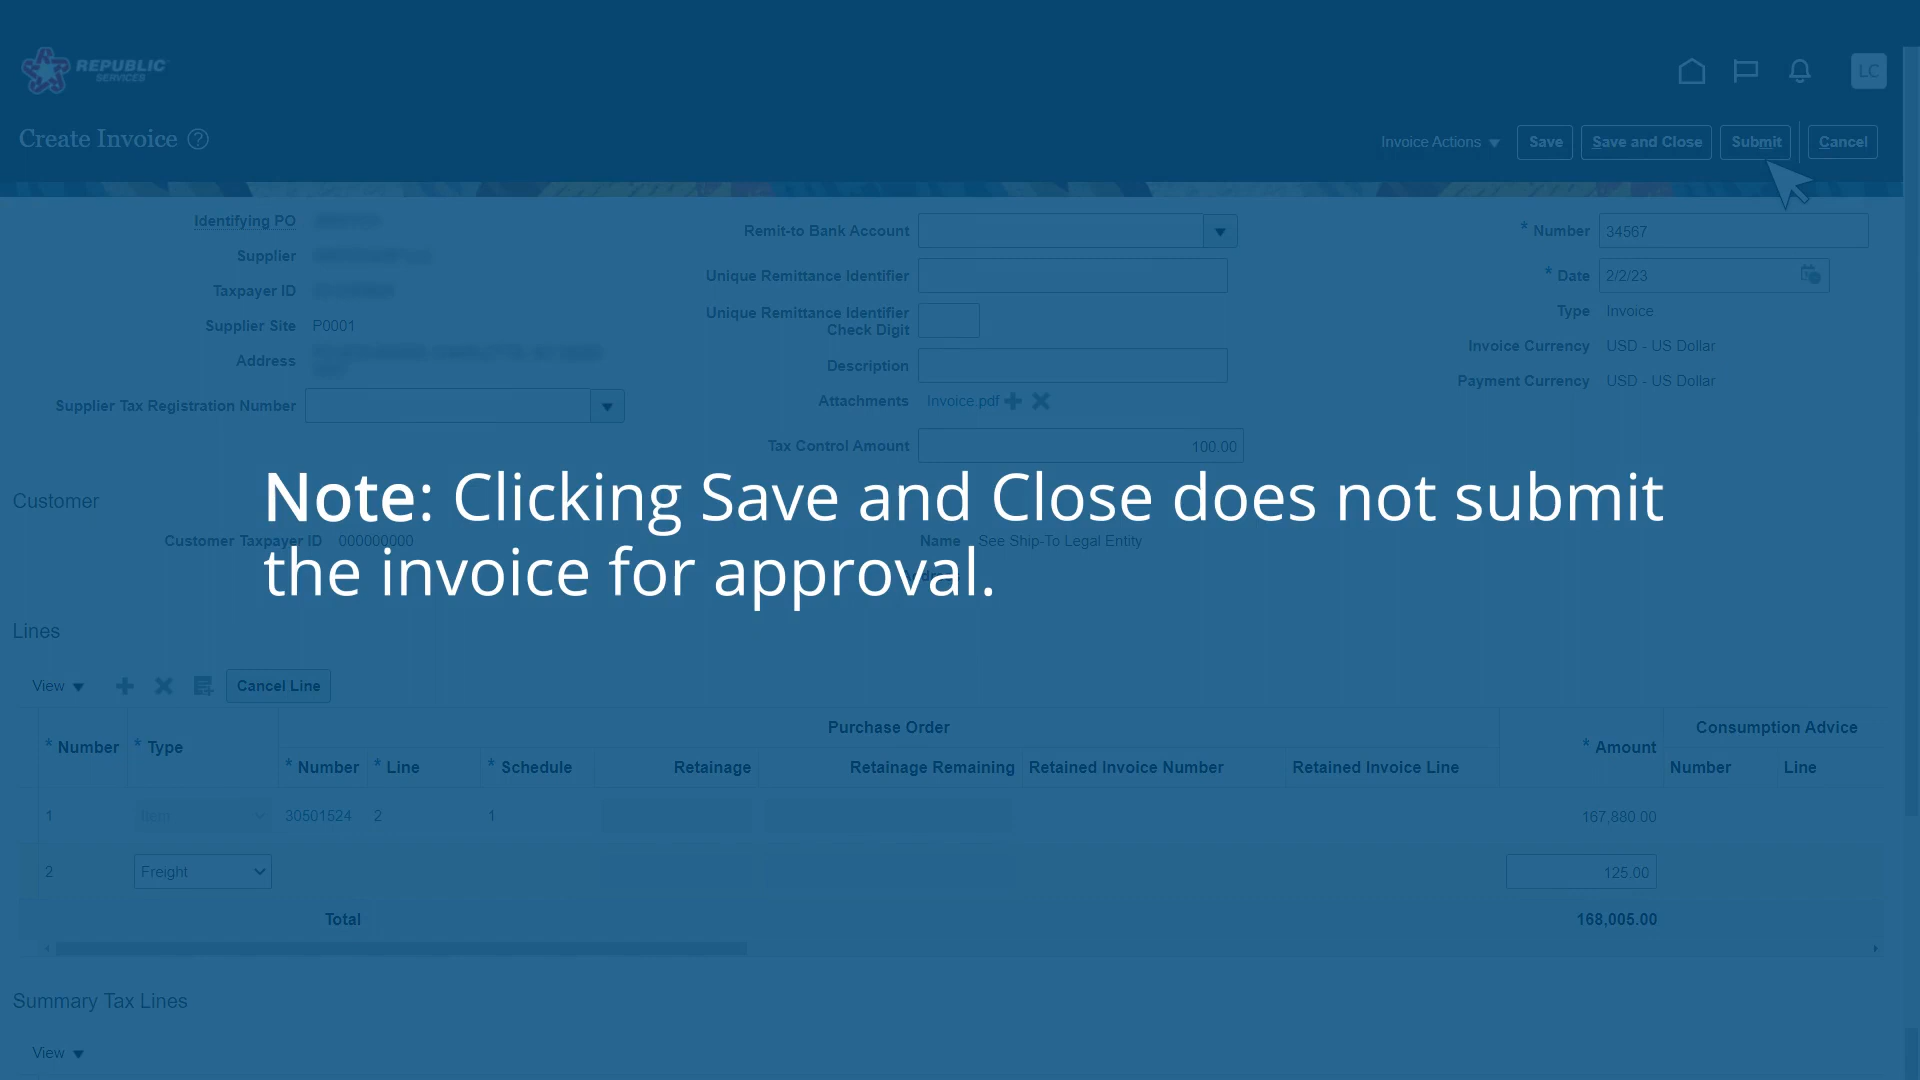 REPUBLIC
SERVICES
LC
Create Invoice ?
Invoice Actions Save Save and Close Submit Cancel
Identifying PO
Supplier
Taxpayer ID
Supplier Site P0001
Address
Supplier Tax Registration Number
Remit-to Bank Account
Unique Remittance Identifier
Unique Remittance Identifier
Check Digit
Description
Attachments Invoice.pdf
Tax Control Amount 100.00
* Number 34567
* Date 2/2/23
Type Invoice
Invoice Currency USD - US Dollar
Payment Currency USD - US Dollar
Note: Clicking Save and Close does not submit
the invoice for approval.
Customer
Customer Taxpayer ID 000000000
Name See Ship-To Legal Entity
Lines
View Cancel Line
Purchase Order Consumption Advice
* Number * Type * Amount
* Number * Line * Schedule Retainage Retainage Remaining Retained Invoice Number Retained Invoice Line Number Line
1 Item 30501524 2 1 167,880.00
2 Freight 125.00
Total 168,005.00
Summary Tax Lines
View